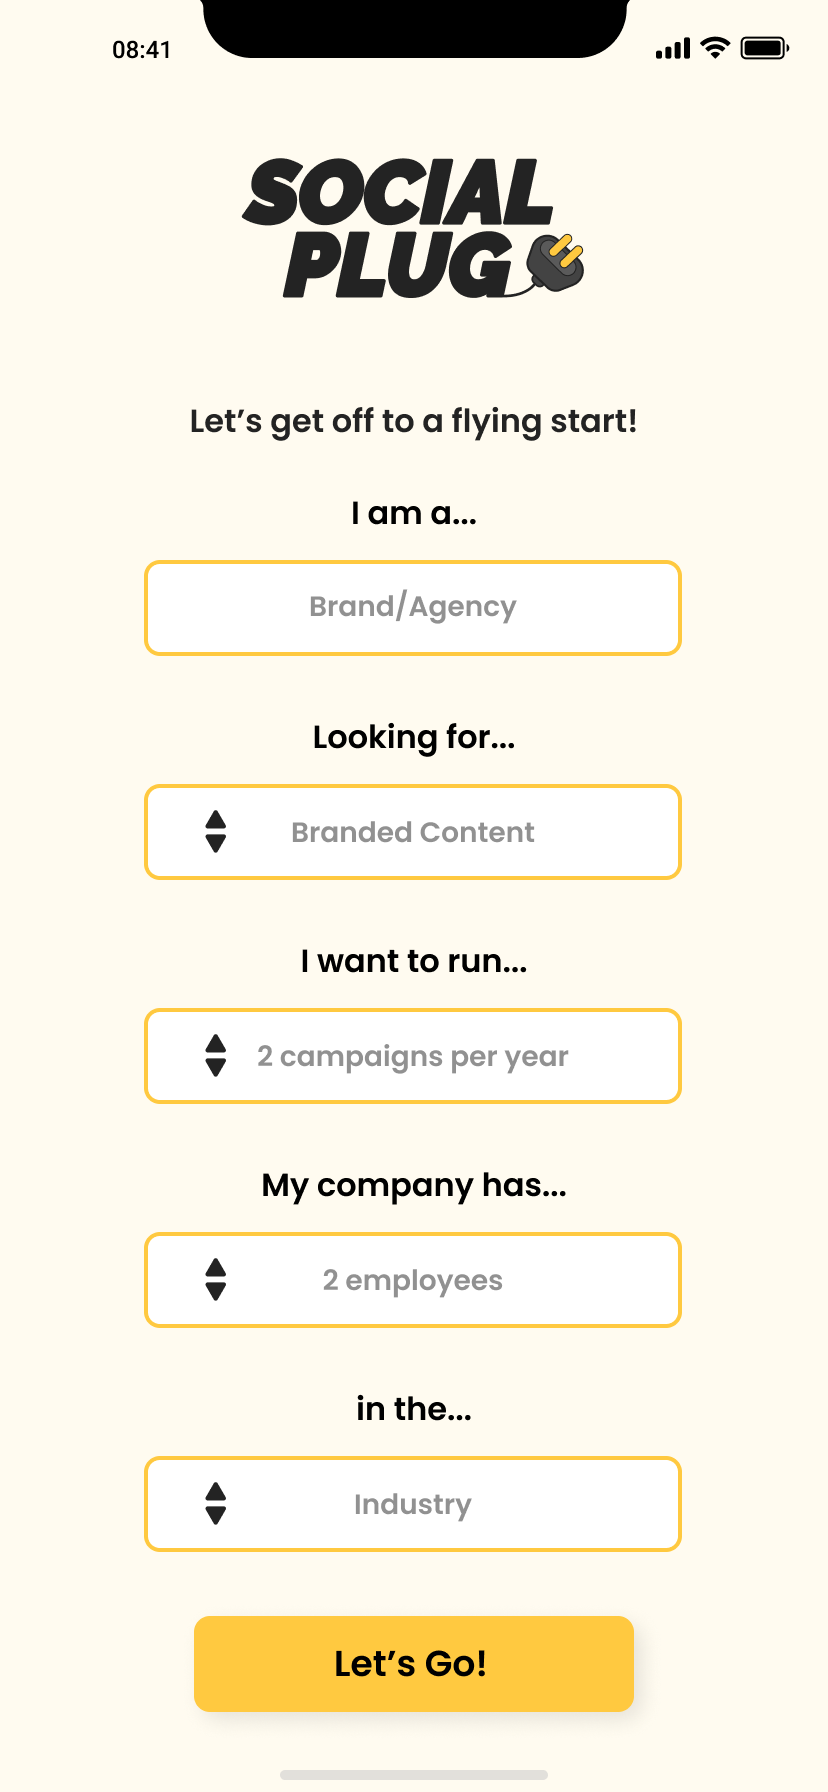 08:41
SOCIAL
PLUG
Let’s get off to a flying start!
I am a...
Brand/Agency
Looking for...
Branded Content
I want to run...
2 campaigns per year
My company has...
2 employees
in the...
Industry
Let’s Go!